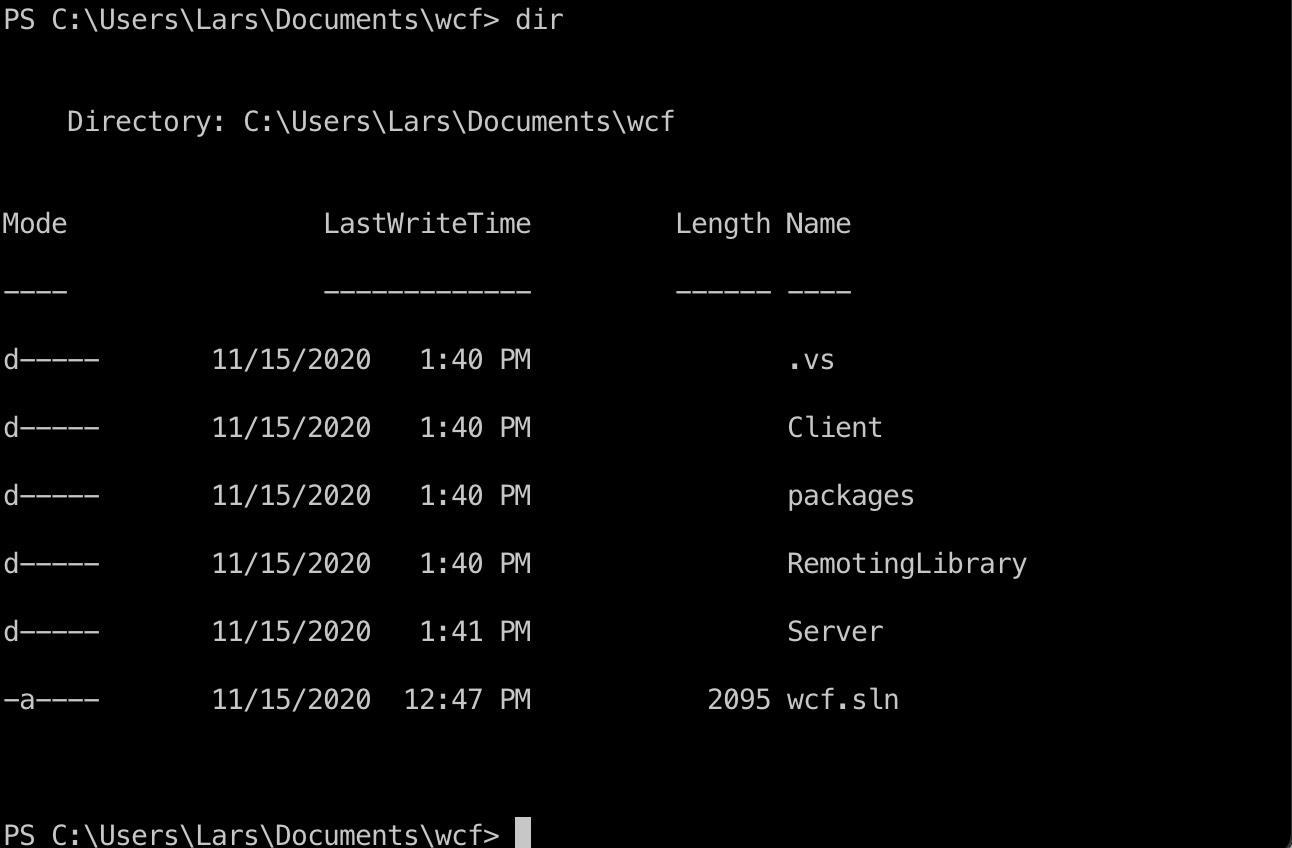 PS C:\Users\Lars\Documents\wcf> dir
Directory: C:\Users\Lars\Documents\wcf
Mode                LastWriteTime         Length Name
----                -------------         ------ ----
d-----       11/15/2020   1:40 PM                .vs
d-----       11/15/2020   1:40 PM                Client
d-----       11/15/2020   1:40 PM                packages
d-----       11/15/2020   1:40 PM                RemotingLibrary
d-----       11/15/2020   1:41 PM                Server
-a----       11/15/2020  12:47 PM           2095 wcf.sln
PS C:\Users\Lars\Documents\wcf>